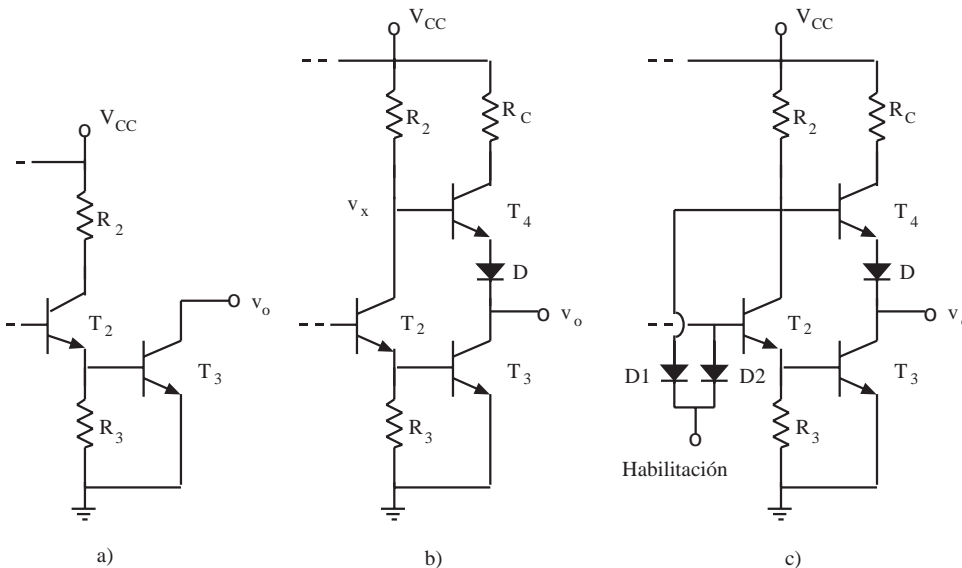 V_CC
R_2
T_2
v_o
T_3
R_3
a)
V_CC
R_2
R_C
v_x
T_4
D
T_2
v_o
T_3
R_3
b)
V_CC
R_2
R_C
T_4
D
T_2
v_o
D1
D2
T_3
R_3
Habilitación
c)